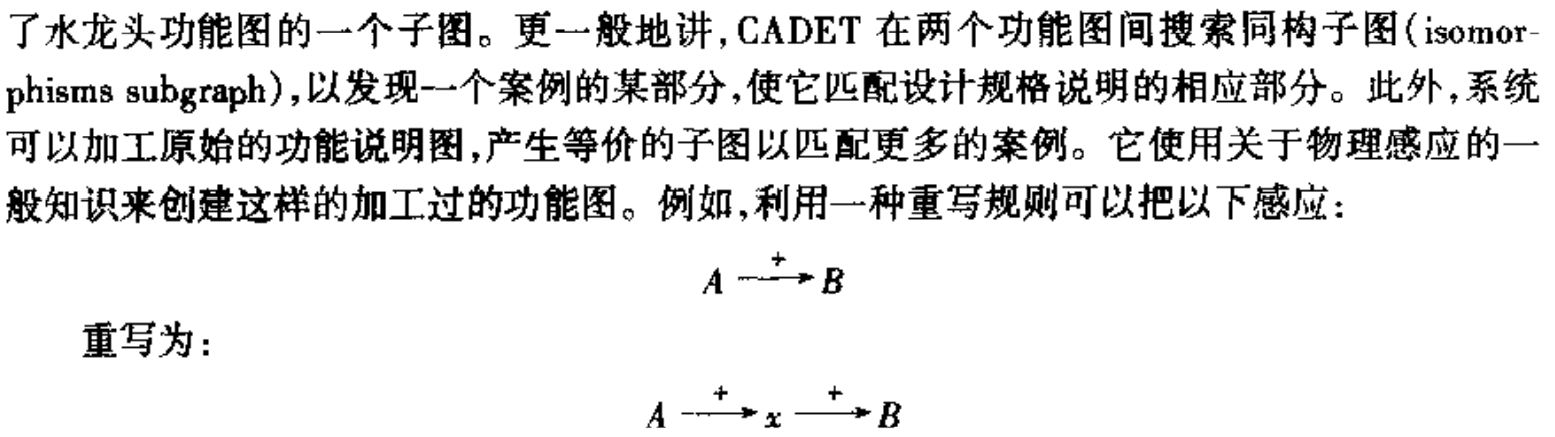 了水龙头功能图的一个子图。更一般地讲,CADET 在两个功能图间搜索同构子图(isomor-
phisms subgraph),以发现一个案例的某部分,使它匹配设计规格说明的相应部分。此外,系统
可以加工原始的功能说明图,产生等价的子图以匹配更多的案例。它使用关于物理感应的一
般知识来创建这样的加工过的功能图。例如,利用一种重写规则可以把以下感应:
A —+→ B
重写为:
A —+→ x —+→ B